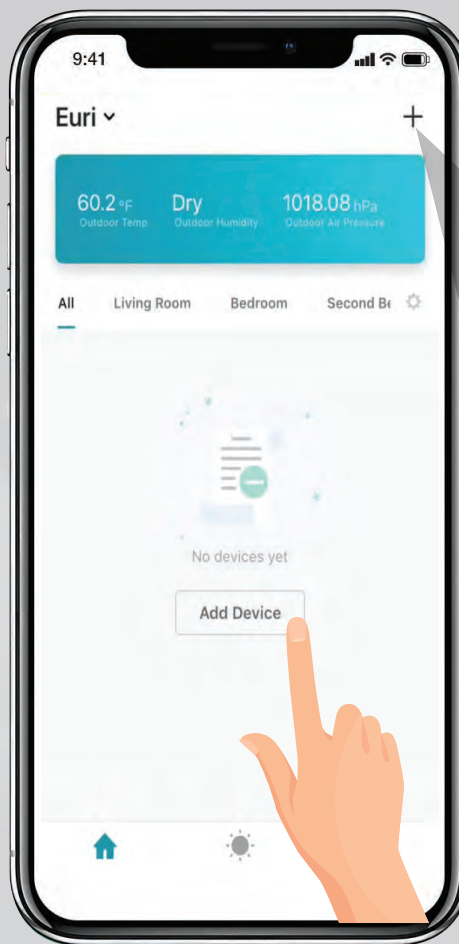 9:41
Euri
+
60.2 °F Dry 1018.08 hPa
Outdoor Temp Outdoor Humidity Outdoor Air Pressure
All Living Room Bedroom Second Be
No devices yet
Add Device